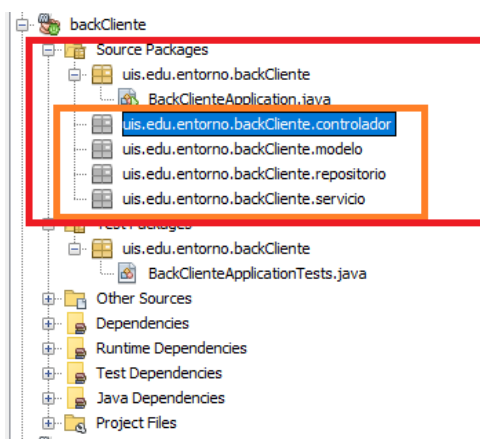 backCliente
Source Packages
uis.edu.entorno.backCliente
BackClienteApplication.java
uis.edu.entorno.backCliente.controlador
uis.edu.entorno.backCliente.modelo
uis.edu.entorno.backCliente.repositorio
uis.edu.entorno.backCliente.servicio
Test Packages
uis.edu.entorno.backCliente
BackClienteApplicationTests.java
Other Sources
Dependencies
Runtime Dependencies
Test Dependencies
Java Dependencies
Project Files